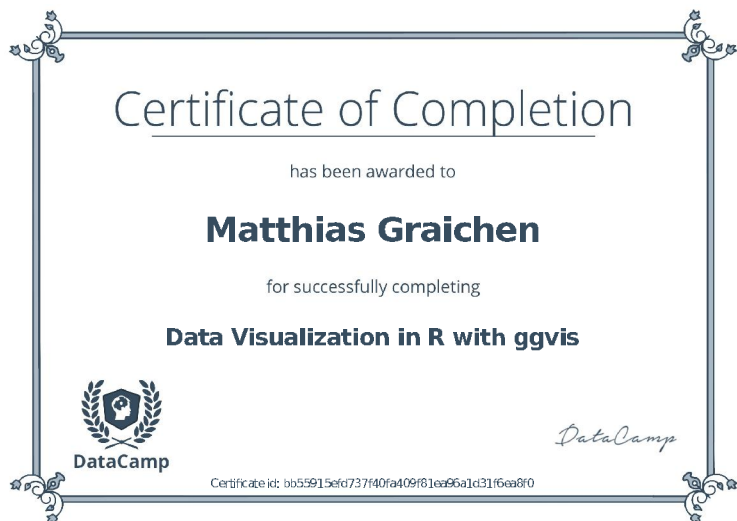 Certificate of Completion
has been awarded to
Matthias Graichen
for successfully completing
Data Visualization in R with ggvis
DataCamp
DataCamp
Certificate id: bb55915efd737f40fa409f81ea96a1d31f6ea8f0